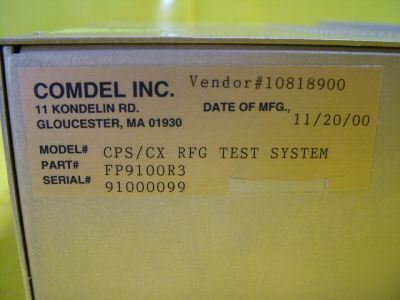 COMDEL INC. Vendor#10818900
11 KONDELIN RD. DATE OF MFG.,
GLOUCESTER, MA 01930 11/20/00
MODEL# CPS/CX RFG TEST SYSTEM
PART# FP9100R3
SERIAL# 91000099